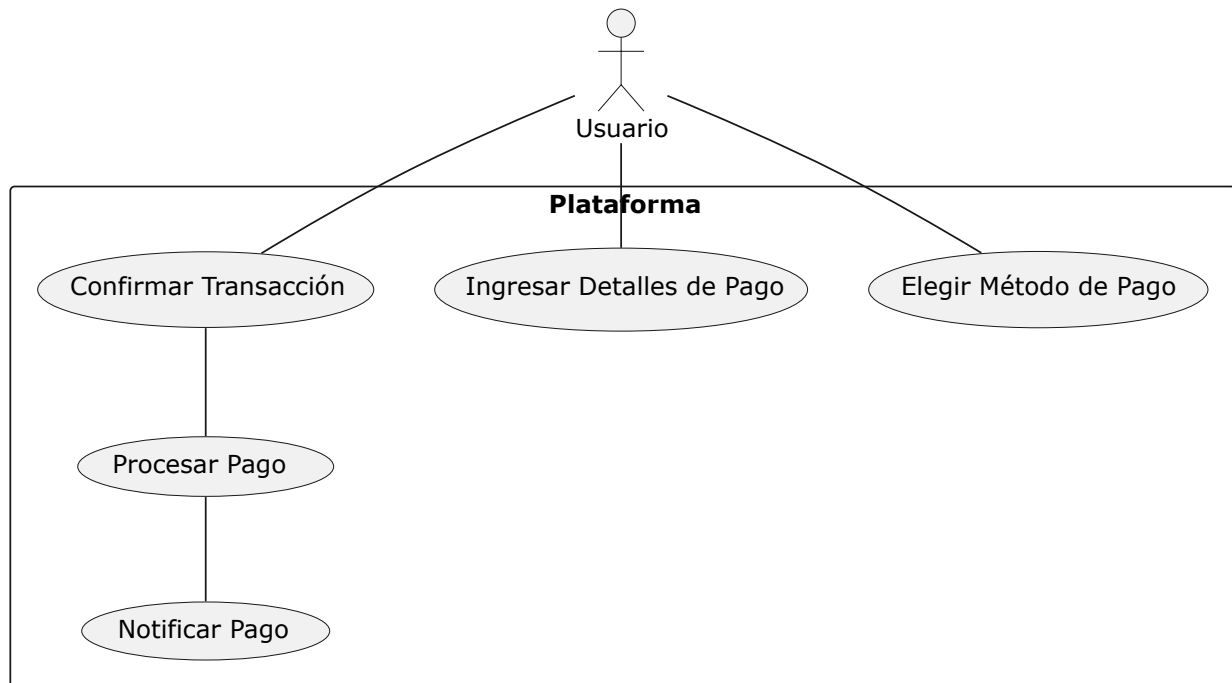 Usuario
Plataforma
Confirmar Transacción
Ingresar Detalles de Pago
Elegir Método de Pago
Procesar Pago
Notificar Pago